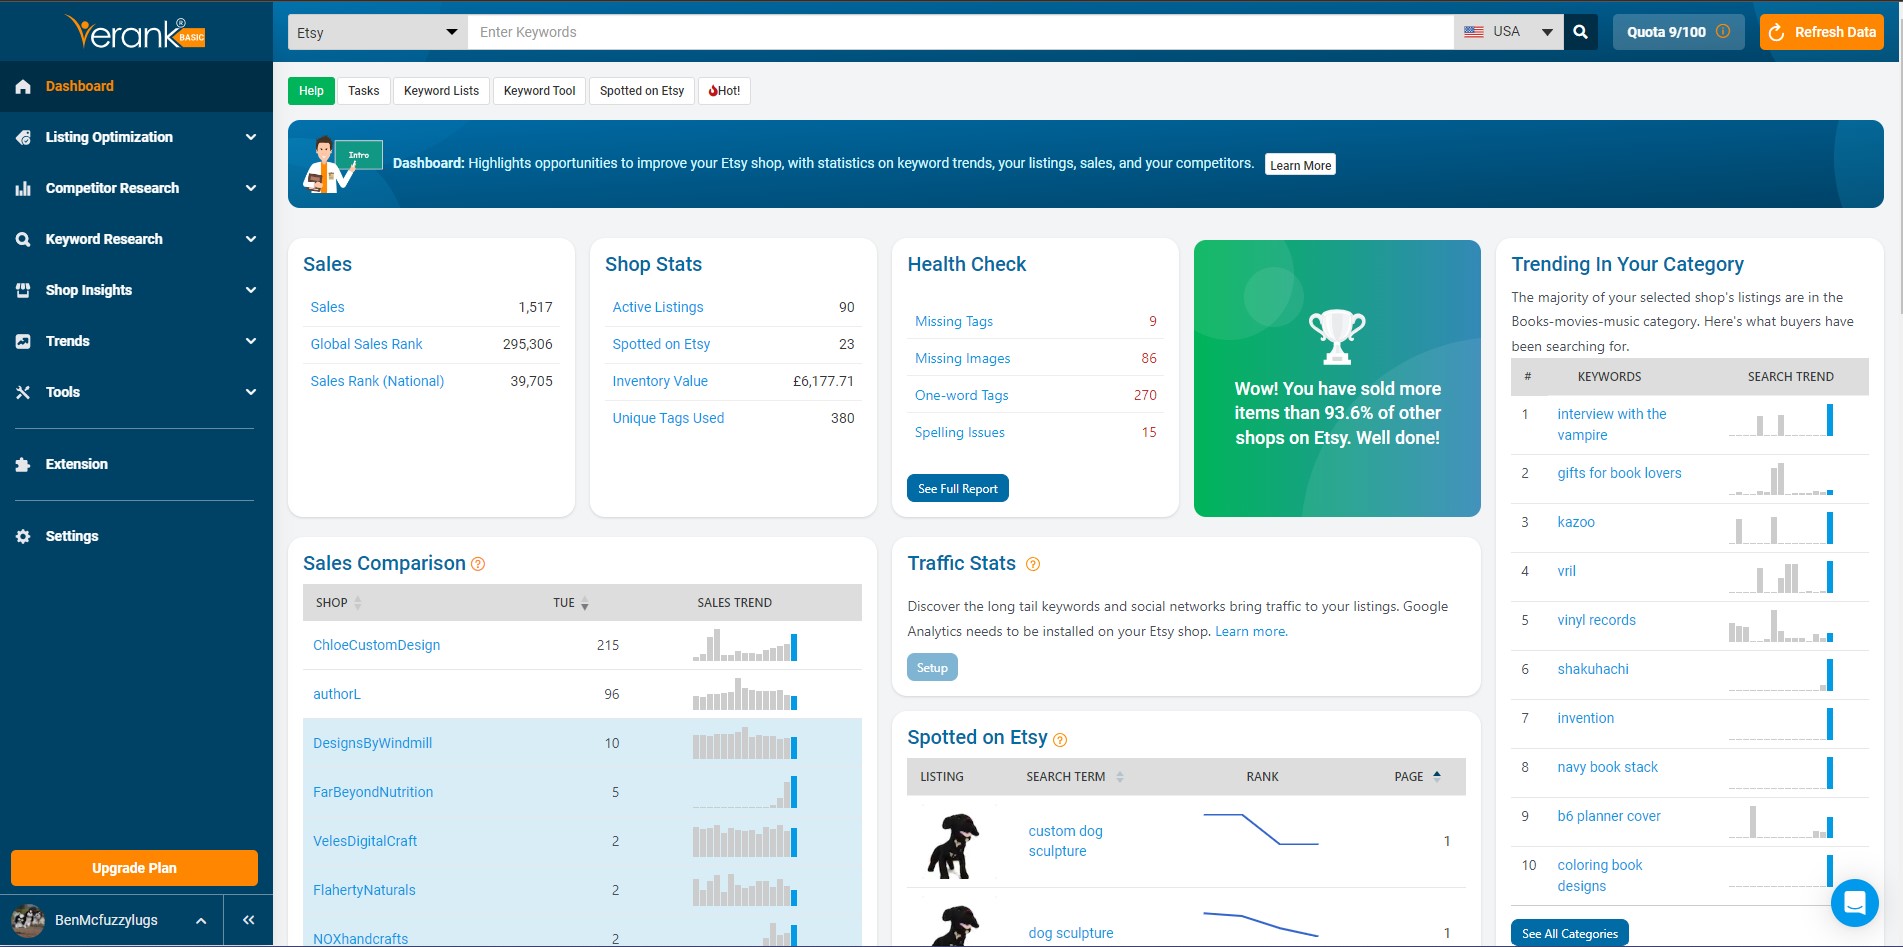 Verank®
BASIC
Etsy
Enter Keywords
USA
Quota 9/100
Refresh Data
Dashboard
Listing Optimization
Competitor Research
Keyword Research
Shop Insights
Trends
Tools
Extension
Settings
Upgrade Plan
BenMcfuzzylugs
Help
Tasks
Keyword Lists
Keyword Tool
Spotted on Etsy
Hot!
Intro
Dashboard: Highlights opportunities to improve your Etsy shop, with statistics on keyword trends, your listings, sales, and your competitors.
Learn More
Sales
Sales 1,517
Global Sales Rank 295,306
Sales Rank (National) 39,705
Shop Stats
Active Listings 90
Spotted on Etsy 23
Inventory Value £6,177.71
Unique Tags Used 380
Health Check
Missing Tags 9
Missing Images 86
One-word Tags 270
Spelling Issues 15
See Full Report
Wow! You have sold more
items than 93.6% of other
shops on Etsy. Well done!
Trending In Your Category
The majority of your selected shop's listings are in the
Books-movies-music category. Here's what buyers have
been searching for.
# KEYWORDS SEARCH TREND
1 interview with the
vampire
2 gifts for book lovers
3 kazoo
4 vril
5 vinyl records
6 shakuhachi
7 invention
8 navy book stack
9 b6 planner cover
10 coloring book
designs
See All Categories
Sales Comparison ?
SHOP TUE SALES TREND
ChloeCustomDesign 215
authorL 96
DesignsByWindmill 10
FarBeyondNutrition 5
VelesDigitalCraft 2
FlahertyNaturals 2
NOXhandcrafts 2
Traffic Stats ?
Discover the long tail keywords and social networks bring traffic to your listings. Google
Analytics needs to be installed on your Etsy shop. Learn more.
Setup
Spotted on Etsy ?
LISTING SEARCH TERM RANK PAGE
custom dog
sculpture 1
dog sculpture 1